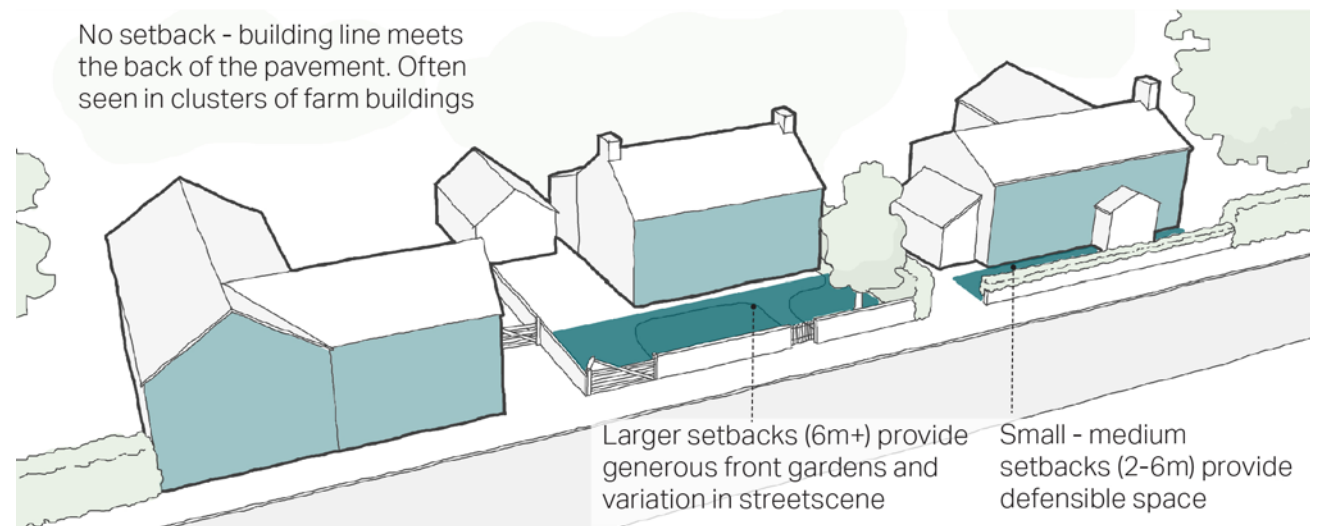 No setback - building line meets
the back of the pavement. Often
seen in clusters of farm buildings
Larger setbacks (6m+) provide
generous front gardens and
variation in streetscene
Small - medium
setbacks (2-6m) provide
defensible space